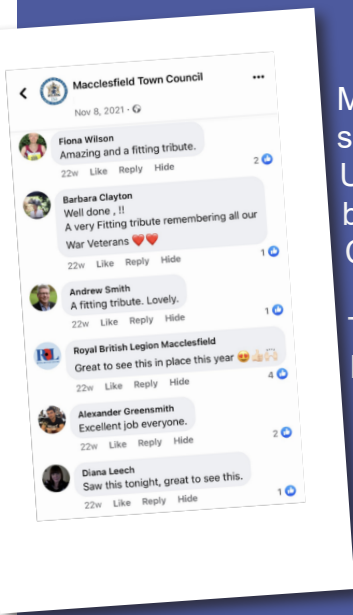 Macclesfield Town Council
Nov 8, 2021 ·
Fiona Wilson
Amazing and a fitting tribute.
22w Like Reply Hide 2
Barbara Clayton
Well done , !!
A very Fitting tribute remembering all our
War Veterans ❤️❤️
22w Like Reply Hide 1
Andrew Smith
A fitting tribute. Lovely.
22w Like Reply Hide 1
Royal British Legion Macclesfield
Great to see this in place this year 😍👍🏻🙌🏻
22w Like Reply Hide 4
Alexander Greensmith
Excellent job everyone.
22w Like Reply Hide 2
Diana Leech
Saw this tonight, great to see this.
22w Like Reply Hide 1